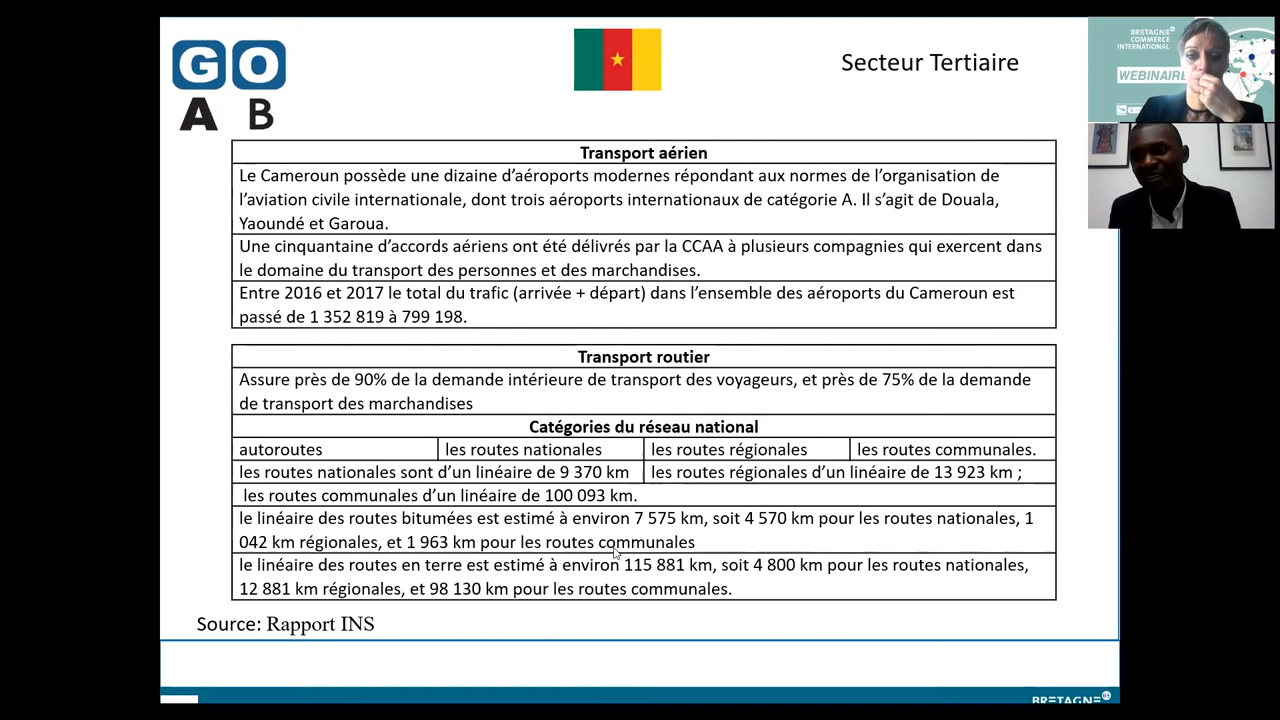 GO
A B
Secteur Tertiaire
BRETAGNE
COMMERCE
INTERNATIONAL
WEBINAIRE
Transport aérien
Le Cameroun possède une dizaine d’aéroports modernes répondant aux normes de l’organisation de
l’aviation civile internationale, dont trois aéroports internationaux de catégorie A. Il s’agit de Douala,
Yaoundé et Garoua.
Une cinquantaine d’accords aériens ont été délivrés par la CCAA à plusieurs compagnies qui exercent dans
le domaine du transport des personnes et des marchandises.
Entre 2016 et 2017 le total du trafic (arrivée + départ) dans l’ensemble des aéroports du Cameroun est
passé de 1 352 819 à 799 198.
Transport routier
Assure près de 90% de la demande intérieure de transport des voyageurs, et près de 75% de la demande
de transport des marchandises
Catégories du réseau national
autoroutes les routes nationales les routes régionales les routes communales.
les routes nationales sont d’un linéaire de 9 370 km les routes régionales d’un linéaire de 13 923 km ;
les routes communales d’un linéaire de 100 093 km.
le linéaire des routes bitumées est estimé à environ 7 575 km, soit 4 570 km pour les routes nationales, 1
042 km régionales, et 1 963 km pour les routes communales
le linéaire des routes en terre est estimé à environ 115 881 km, soit 4 800 km pour les routes nationales,
12 881 km régionales, et 98 130 km pour les routes communales.
Source: Rapport INS
BRETAGNE